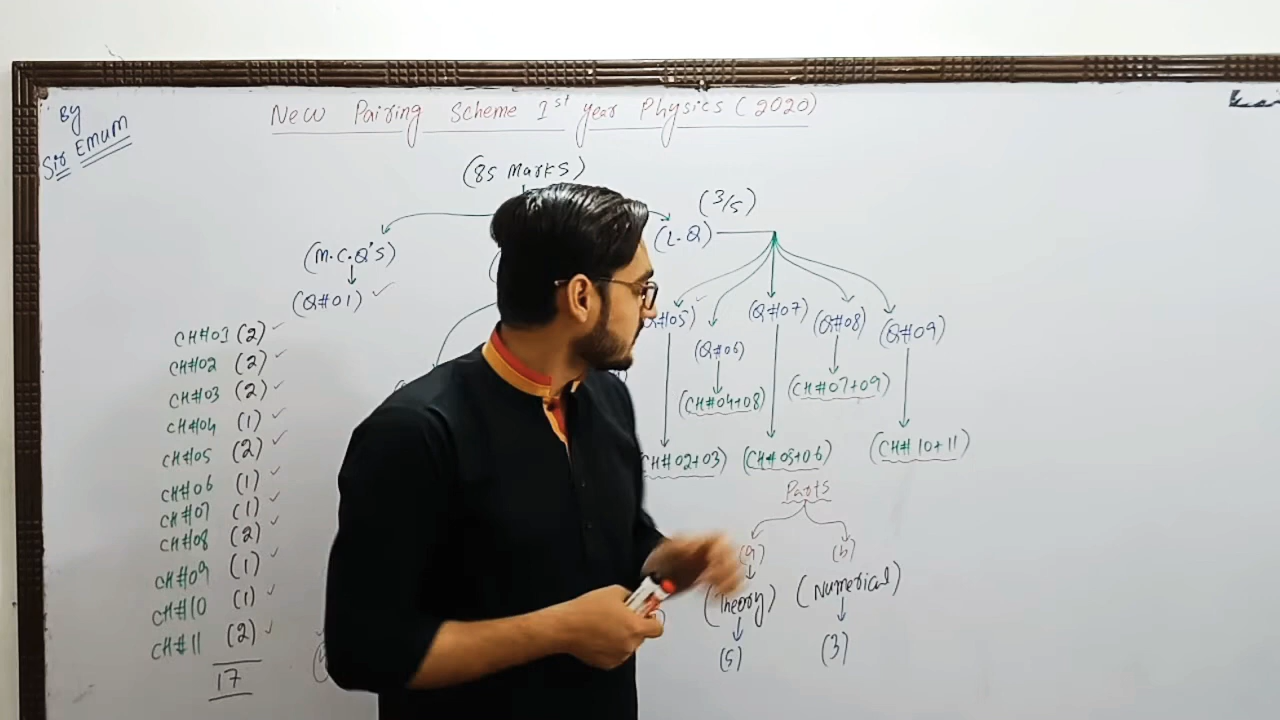 By
Sir EMUM
New Pairing Scheme 1st year Physics (2020)
(85 Marks)
(M.C.Q'S)
(Q#01)
CH#01 (2)
CH#02 (2)
CH#03 (2)
CH#04 (1)
CH#05 (2)
CH#06 (1)
CH#07 (1)
CH#08 (2)
CH#09 (1)
CH#10 (1)
CH#11 (2)
17
(3/5)
(L.Q)
Q#05)
(Q#06)
(Q#07)
(Q#08)
(Q#09)
(CH#04+08)
(CH#07+09)
CH#02+03)
(CH#05+06)
(CH#10+11)
Parts
(a)
(b)
(Theory)
(Numerical)
(5)
(3)